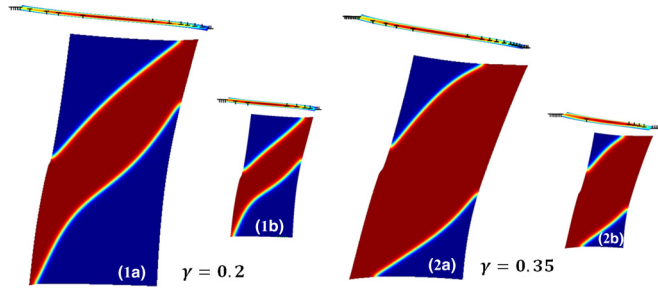 (1a)
(1b)
γ = 0.2
(2a)
(2b)
γ = 0.35